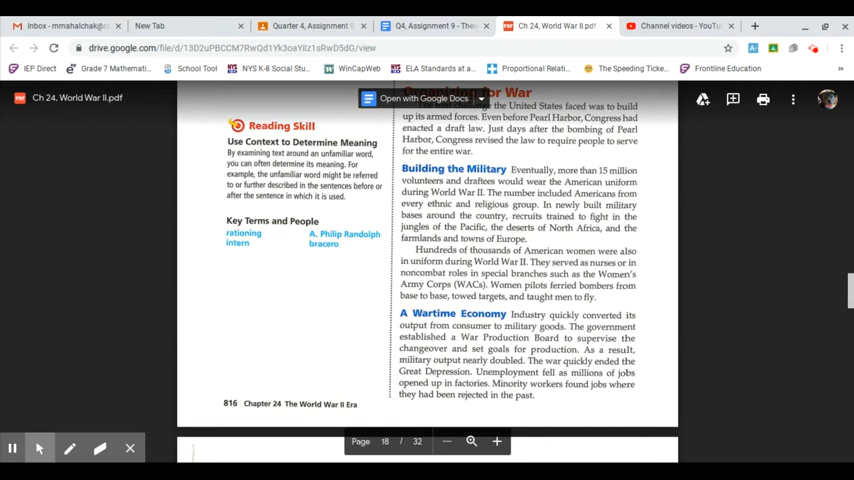 Inbox - mmahalchak@gm
New Tab
Quarter 4, Assignment 9
Q4, Assignment 9 - The
Ch 24, World War II.pdf
Channel videos - YouTu
drive.google.com/file/d/13D2uPBCCM7RwQd1Yk3oaYiIz1sRwD5dG/view
IEP Direct
Grade 7 Mathemati...
School Tool
NYS K-8 Social Stu...
WinCapWeb
ELA Standards at a...
Proportional Relatio...
The Speeding Ticke...
Frontline Education
Ch 24, World War II.pdf
Open with Google Docs
Organizing for War
challenge the United States faced was to build
up its armed forces. Even before Pearl Harbor, Congress had
enacted a draft law. Just days after the bombing of Pearl
Harbor, Congress revised the law to require people to serve
for the entire war.
Reading Skill
Use Context to Determine Meaning
By examining text around an unfamiliar word,
you can often determine its meaning. For
example, the unfamiliar word might be referred
to or further described in the sentences before or
after the sentence in which it is used.
Key Terms and People
rationing
intern
A. Philip Randolph
bracero
Building the Military Eventually, more than 15 million
volunteers and draftees would wear the American uniform
during World War II. The number included Americans from
every ethnic and religious group. In newly built military
bases around the country, recruits trained to fight in the
jungles of the Pacific, the deserts of North Africa, and the
farmlands and towns of Europe.
Hundreds of thousands of American women were also
in uniform during World War II. They served as nurses or in
noncombat roles in special branches such as the Women's
Army Corps (WACs). Women pilots ferried bombers from
base to base, towed targets, and taught men to fly.
A Wartime Economy Industry quickly converted its
output from consumer to military goods. The government
established a War Production Board to supervise the
changeover and set goals for production. As a result,
military output nearly doubled. The war quickly ended the
Great Depression. Unemployment fell as millions of jobs
opened up in factories. Minority workers found jobs where
they had been rejected in the past.
816 Chapter 24 The World War II Era
Page 18 / 32